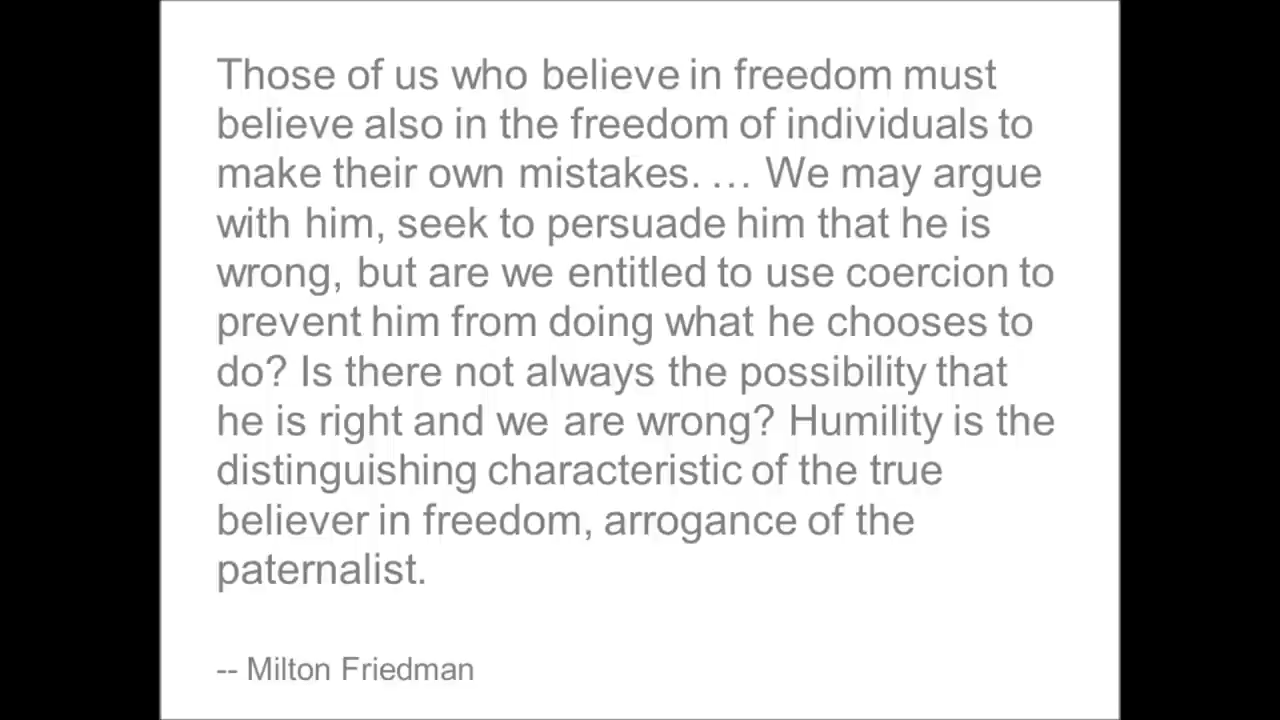 Those of us who believe in freedom must
believe also in the freedom of individuals to
make their own mistakes. … We may argue
with him, seek to persuade him that he is
wrong, but are we entitled to use coercion to
prevent him from doing what he chooses to
do? Is there not always the possibility that
he is right and we are wrong? Humility is the
distinguishing characteristic of the true
believer in freedom, arrogance of the
paternalist.
-- Milton Friedman